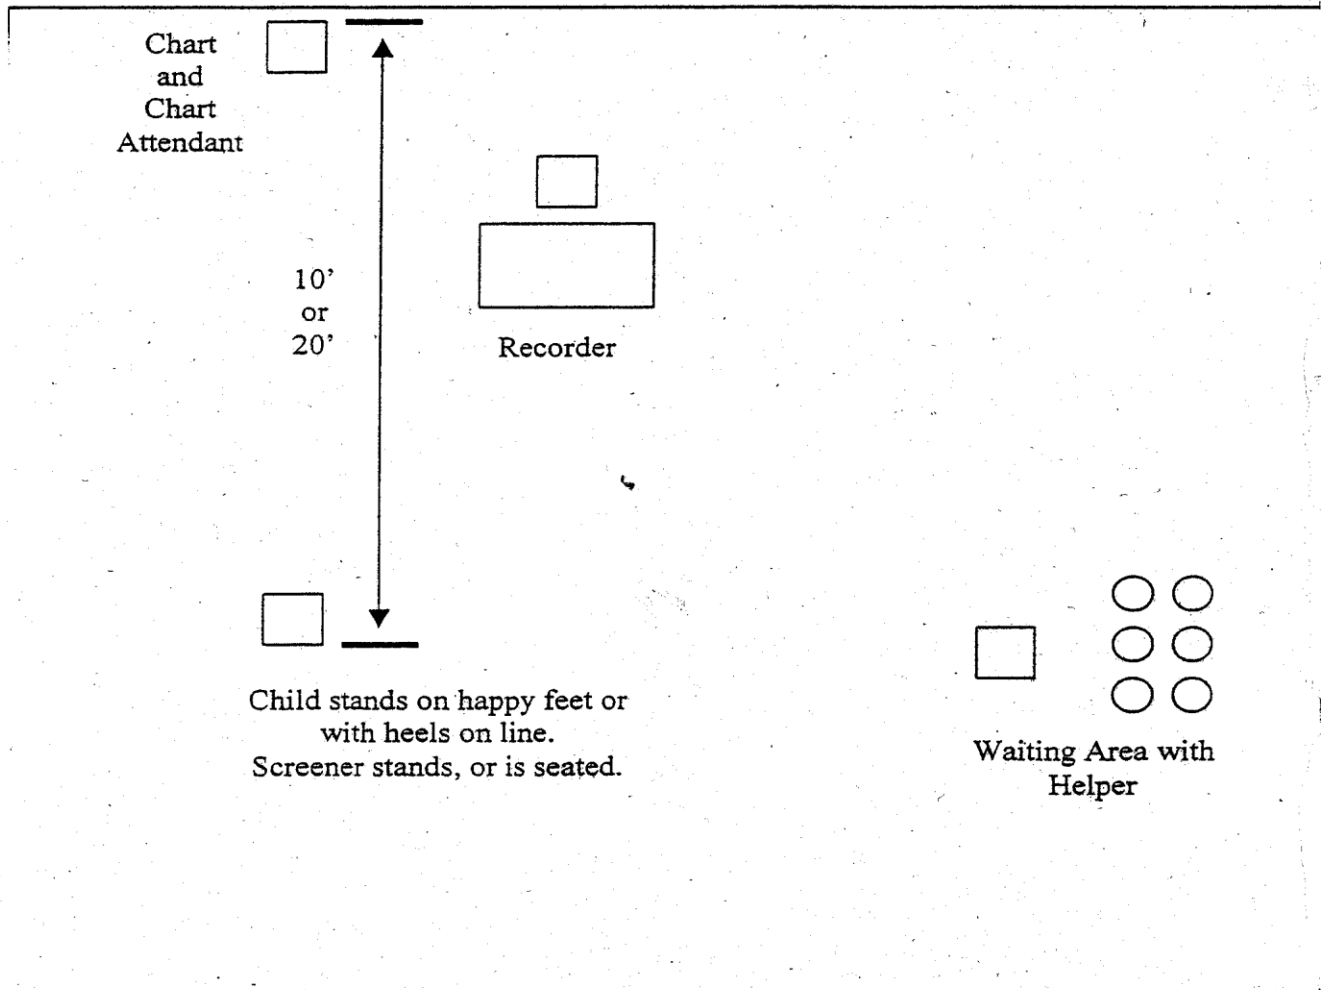 Chart
and
Chart
Attendant
10’
or
20’
Recorder
Child stands on happy feet or
with heels on line.
Screener stands, or is seated.
Waiting Area with
Helper